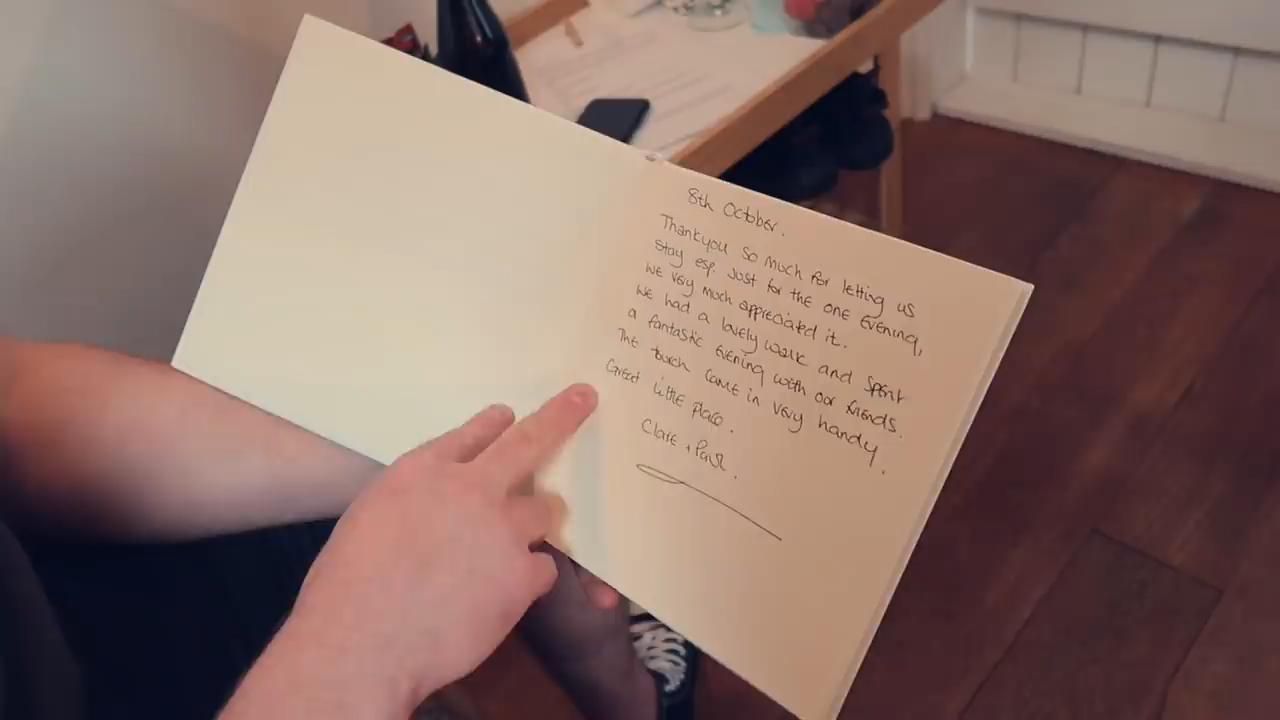 8th October.
Thankyou so much for letting us
stay esp. just for the one evening,
we very much appreciated it.
We had a lovely walk and spent
a fantastic evening with our friends.
The touch came in very handy.
Great little place.
Clare + Paul.